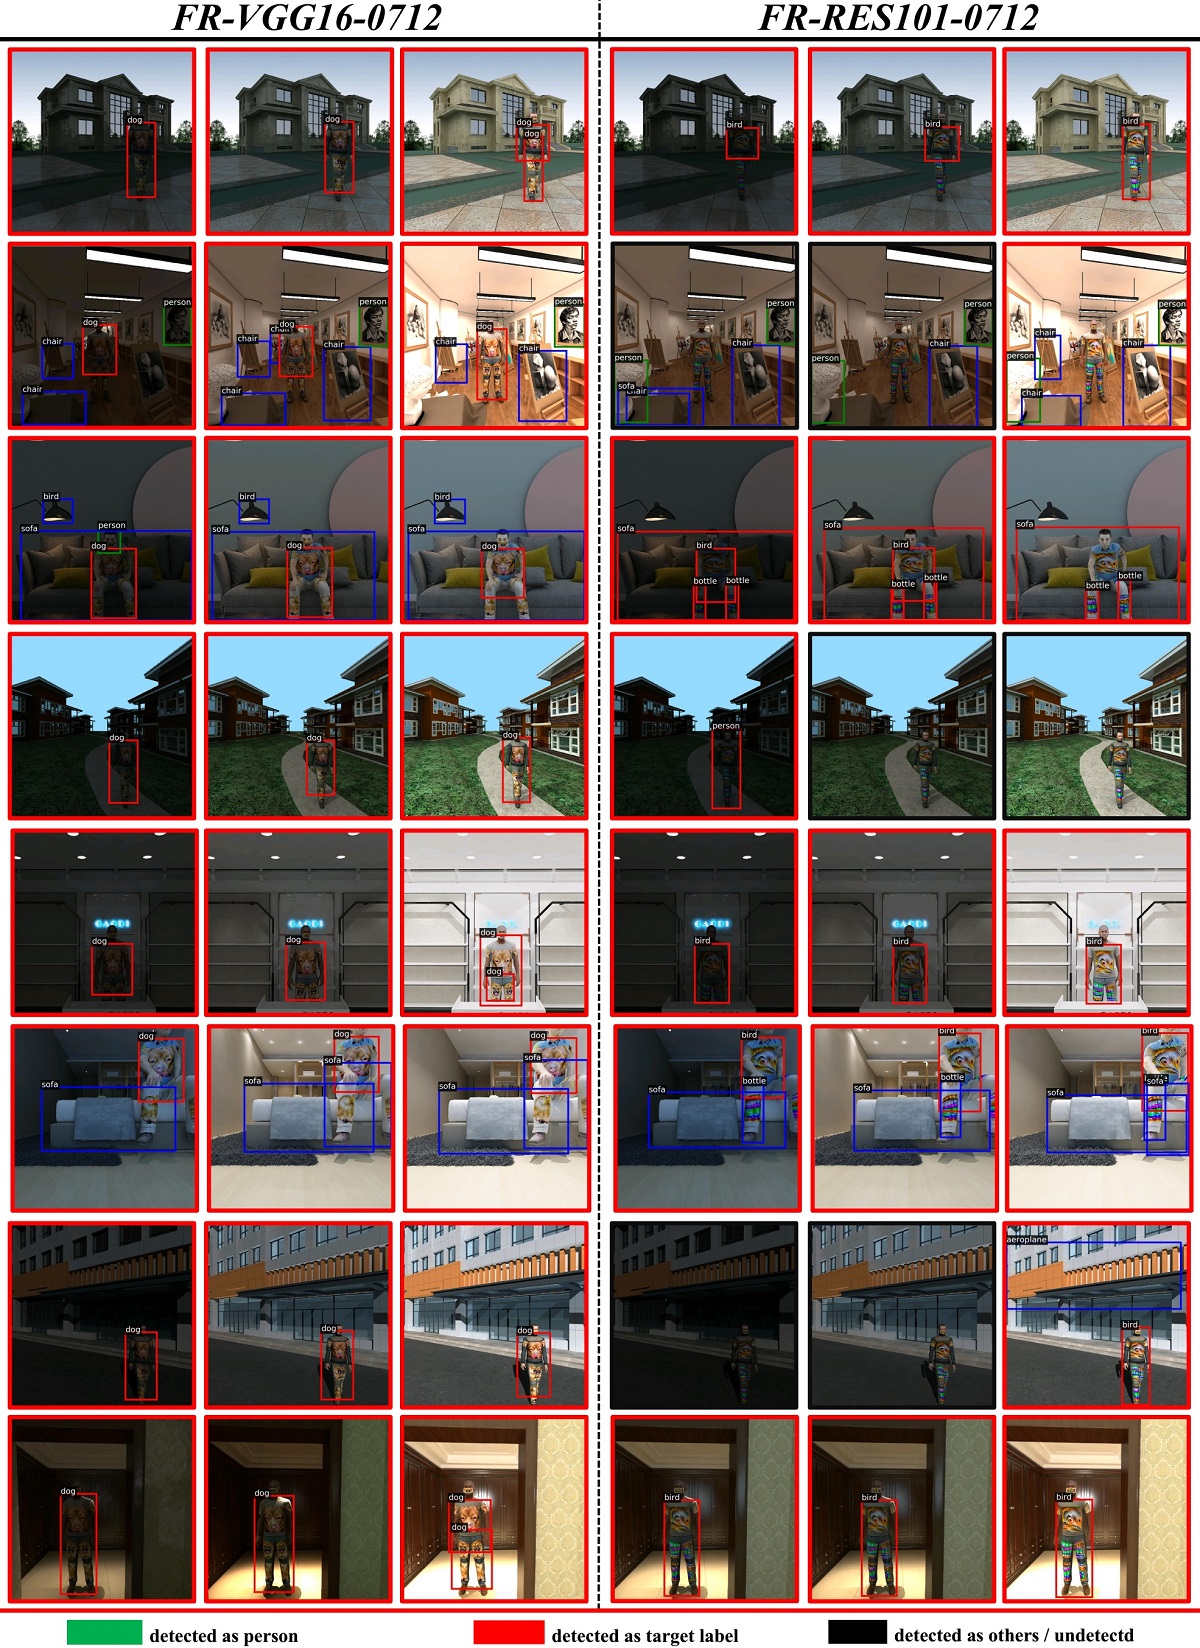 FR-VGG16-0712 FR-RES101-0712
dog dog dog dog bird bird bird
dog person chair chair
dog chair person
dog chair chair person
person sofa chair chair person
person chair person
chair person chair person chair
bird sofa person dog
bird sofa dog
bird sofa dog
sofa bird bottle bottle
sofa bird bottle bottle
sofa bottle bottle
dog dog dog person
GAODI GAODI GAODI GAODI
dog dog dog dog bird bird bird
dog sofa
dog sofa sofa
dog sofa sofa
bird bottle sofa
bird bottle sofa
bird sofa sofa
aeroplane
dog dog dog bird
dog dog dog dog bird bird bird
detected as person detected as target label detected as others / undetectd